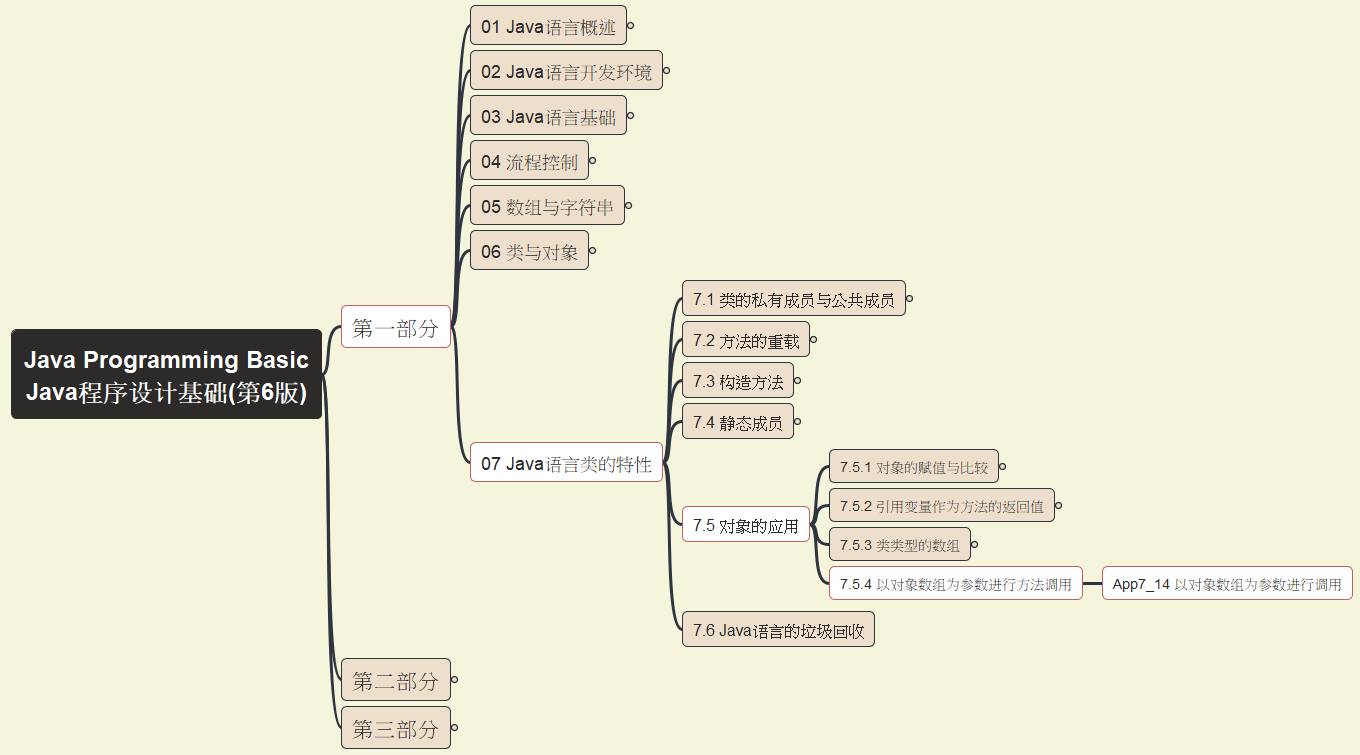 Java Programming Basic
Java程序设计基础(第6版)
第一部分
01 Java语言概述
02 Java语言开发环境
03 Java语言基础
04 流程控制
05 数组与字符串
06 类与对象
07 Java语言类的特性
7.1 类的私有成员与公共成员
7.2 方法的重载
7.3 构造方法
7.4 静态成员
7.5 对象的应用
7.5.1 对象的赋值与比较
7.5.2 引用变量作为方法的返回值
7.5.3 类类型的数组
7.5.4 以对象数组为参数进行方法调用
App7_14 以对象数组为参数进行调用
7.6 Java语言的垃圾回收
第二部分
第三部分